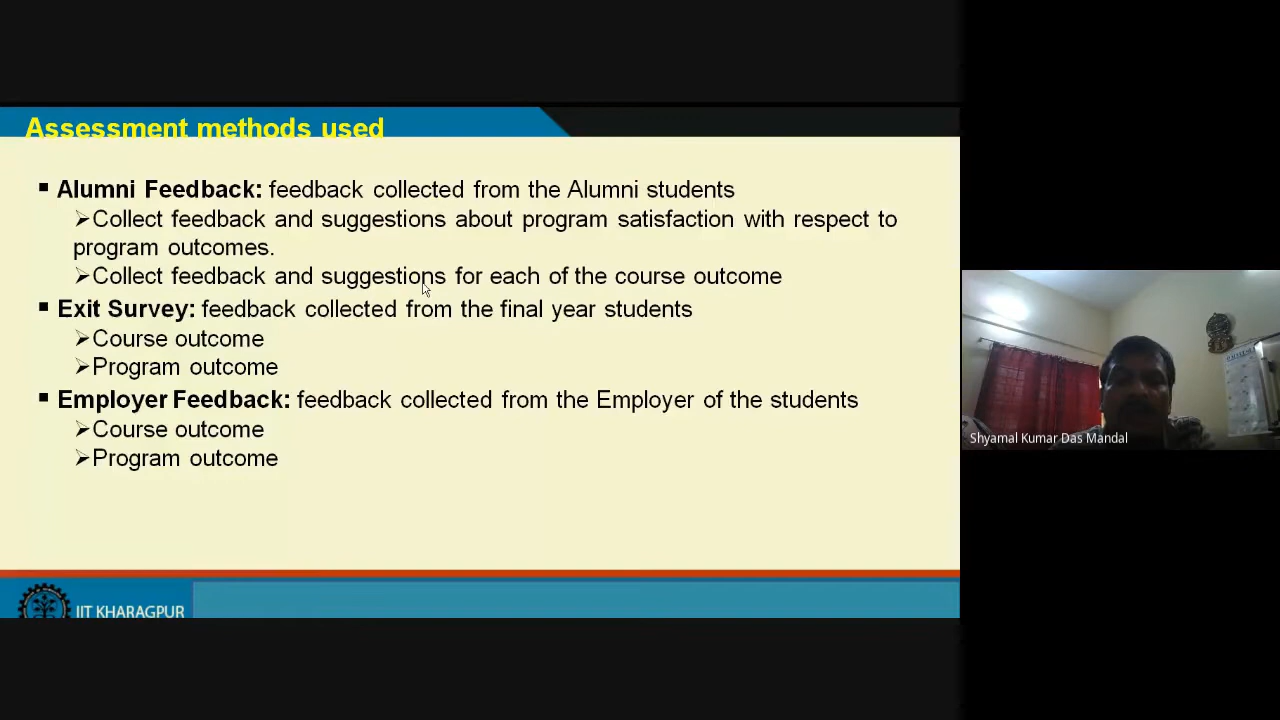 Assessment methods used
▪ Alumni Feedback: feedback collected from the Alumni students
➢Collect feedback and suggestions about program satisfaction with respect to
program outcomes.
➢Collect feedback and suggestions for each of the course outcome
▪ Exit Survey: feedback collected from the final year students
➢Course outcome
➢Program outcome
▪ Employer Feedback: feedback collected from the Employer of the students
➢Course outcome
➢Program outcome
IIT KHARAGPUR
Shyamal Kumar Das Mandal